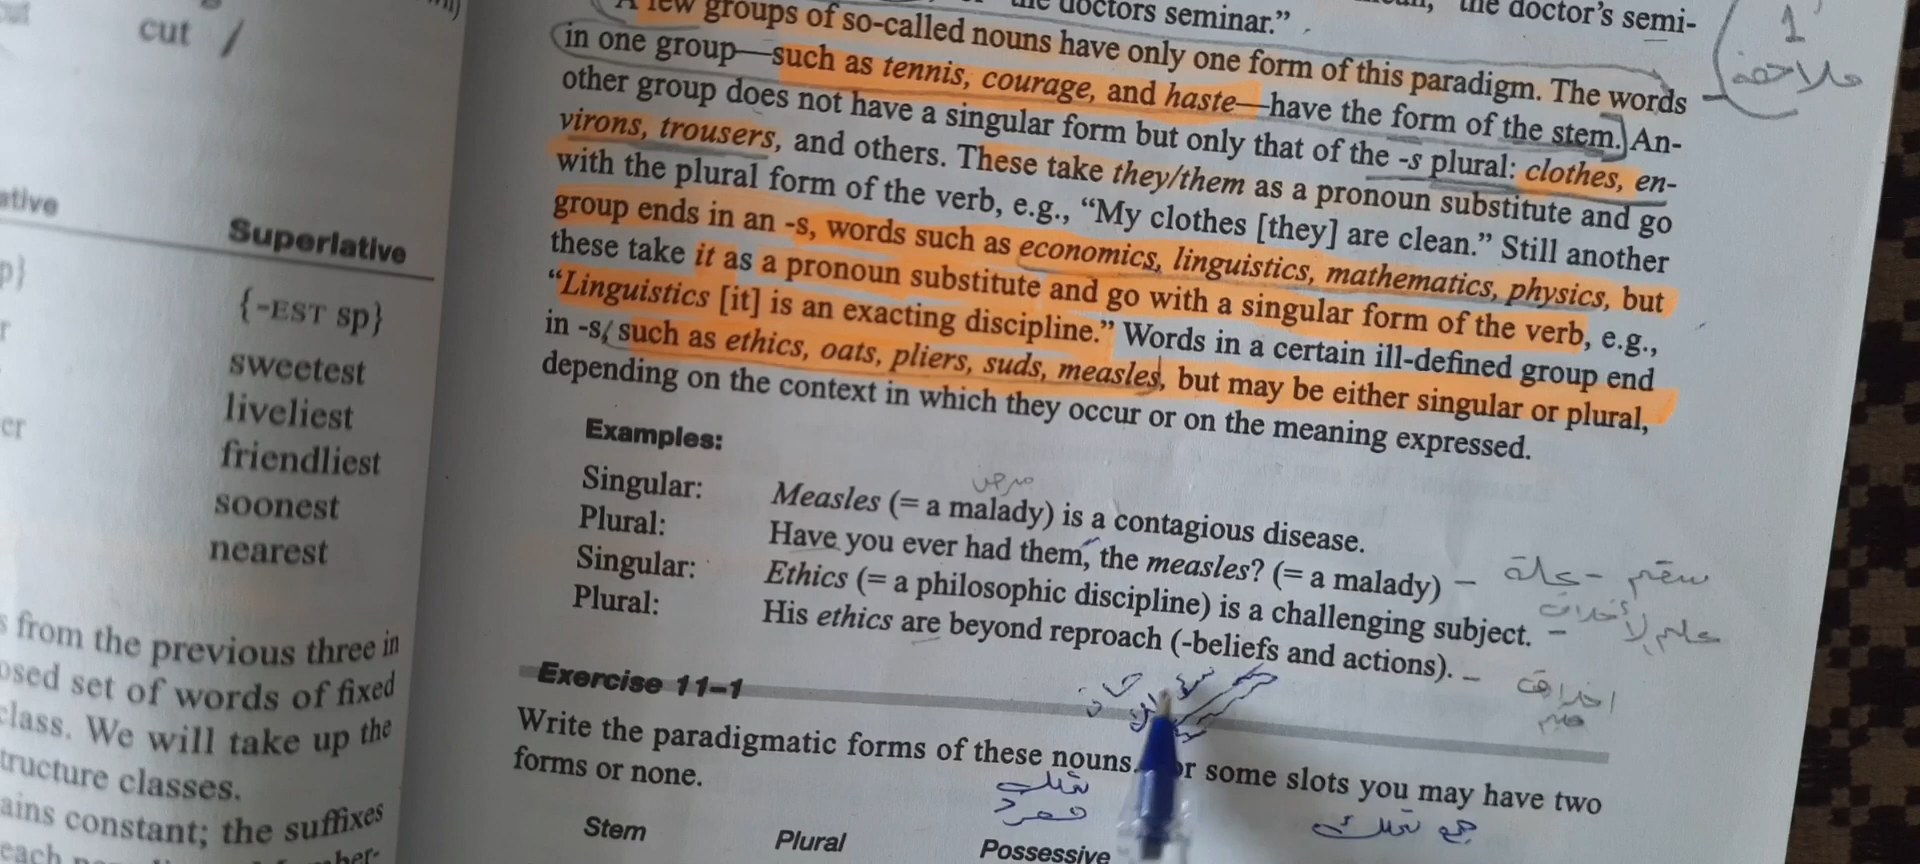 cut /
Superlative
{-EST sp}
sweetest
liveliest
friendliest
soonest
nearest
from the previous three in
set of words of fixed
class. We will take up the
tructure classes.
ains constant; the suffixes
doctors seminar." the doctor's semi-
A few groups of so-called nouns have only one form of this paradigm. The words
in one group—such as tennis, courage, and haste—have the form of the stem. An-
other group does not have a singular form but only that of the -s plural: clothes, en-
virons, trousers, and others. These take they/them as a pronoun substitute and go
with the plural form of the verb, e.g., "My clothes [they] are clean." Still another
group ends in an -s, words such as economics, linguistics, mathematics, physics, but
these take it as a pronoun substitute and go with a singular form of the verb, e.g.,
"Linguistics [it] is an exacting discipline." Words in a certain ill-defined group end
in -s, such as ethics, oats, pliers, suds, measles, but may be either singular or plural,
depending on the context in which they occur or on the meaning expressed.
Examples:
Singular: Measles (= a malady) is a contagious disease.
Plural: Have you ever had them, the measles? (= a malady) –
Singular: Ethics (= a philosophic discipline) is a challenging subject. –
Plural: His ethics are beyond reproach (-beliefs and actions). –
Exercise 11–1
Write the paradigmatic forms of these nouns. some slots you may have two
forms or none.
Stem Plural Possessive
1
ملاحظة
مرض
سقم - علة
علم الأخلاق
جمع تملك